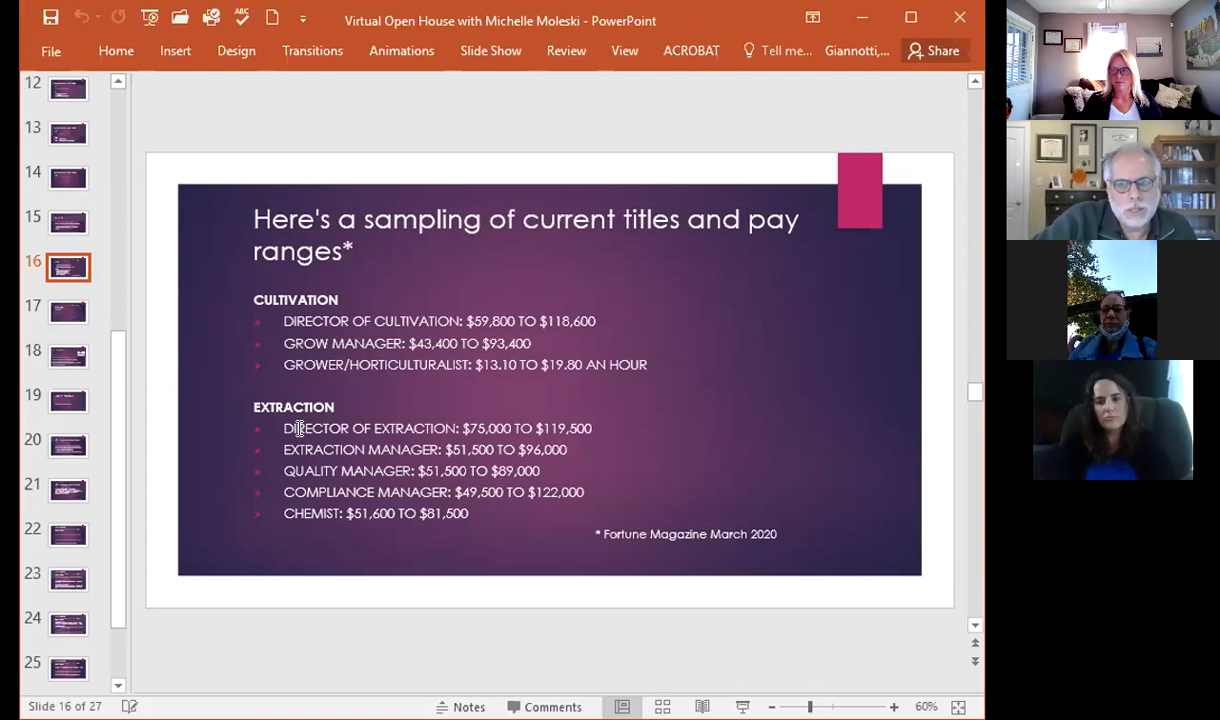 ABC
Virtual Open House with Michelle Moleski - PowerPoint
File Home Insert Design Transitions Animations Slide Show Review View ACROBAT Tell me... Giannotti,... Share
12
13
14
15
16
17
18
19
20
21
22
23
24
25
Here's a sampling of current titles and pay
ranges*
CULTIVATION
DIRECTOR OF CULTIVATION: $59,800 TO $118,600
GROW MANAGER: $43,400 TO $93,400
GROWER/HORTICULTURALIST: $13.10 TO $19.80 AN HOUR
EXTRACTION
DIRECTOR OF EXTRACTION: $75,000 TO $119,500
EXTRACTION MANAGER: $51,500 TO $96,000
QUALITY MANAGER: $51,500 TO $89,000
COMPLIANCE MANAGER: $49,500 TO $122,000
CHEMIST: $51,600 TO $81,500
* Fortune Magazine March 2020
Slide 16 of 27 Notes Comments 60%